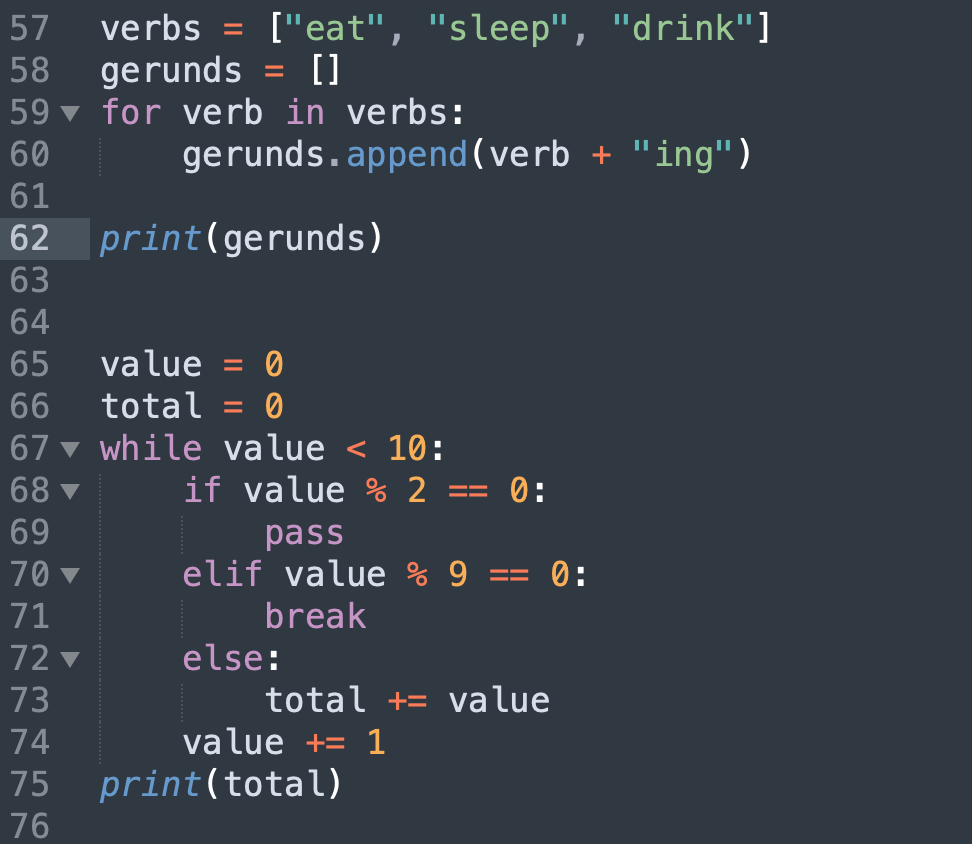 57 verbs = ["eat", "sleep", "drink"]
58 gerunds = []
59 for verb in verbs:
60     gerunds.append(verb + "ing")
61
62 print(gerunds)
63
64
65 value = 0
66 total = 0
67 while value < 10:
68     if value % 2 == 0:
69         pass
70     elif value % 9 == 0:
71         break
72     else:
73         total += value
74     value += 1
75 print(total)
76